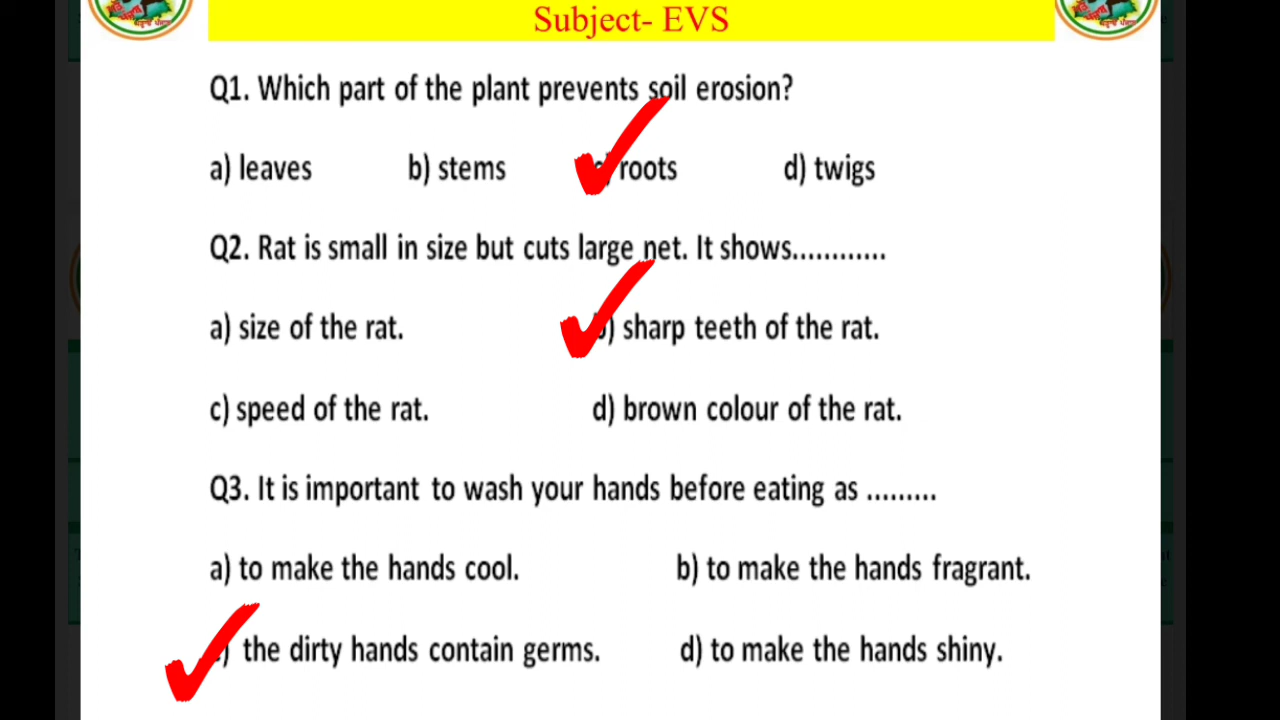 Subject- EVS
Q1. Which part of the plant prevents soil erosion?
a) leaves b) stems c) roots d) twigs
Q2. Rat is small in size but cuts large net. It shows............
a) size of the rat. b) sharp teeth of the rat.
c) speed of the rat. d) brown colour of the rat.
Q3. It is important to wash your hands before eating as .........
a) to make the hands cool. b) to make the hands fragrant.
c) the dirty hands contain germs. d) to make the hands shiny.